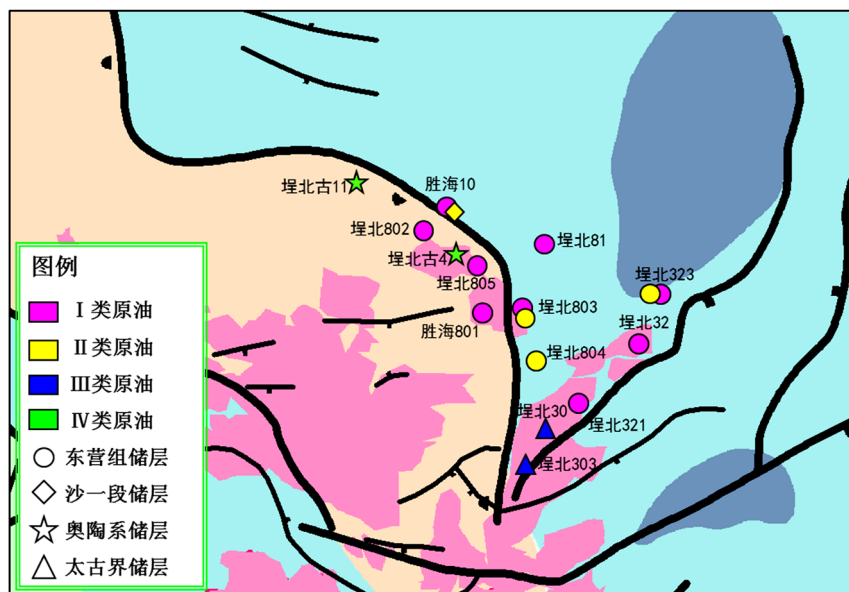 埕北古11
胜海10
埕北802
埕北81
埕北古4
埕北805
埕北323
埕北803
胜海801
埕北32
埕北804
埕北30
埕北321
埕北303
图例
Ⅰ类原油
Ⅱ类原油
Ⅲ类原油
Ⅳ类原油
东营组储层
沙一段储层
奥陶系储层
太古界储层